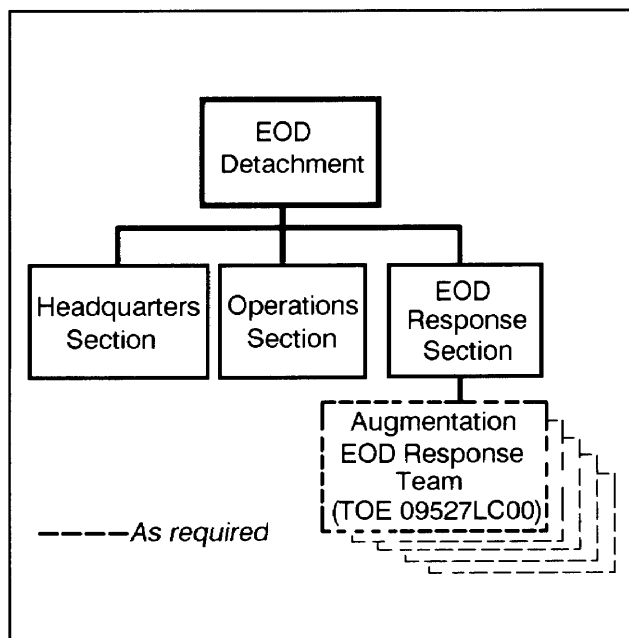 EOD
Detachment
Headquarters
Section
Operations
Section
EOD
Response
Section
Augmentation
EOD Response
Team
(TOE 09527LC00)
As required